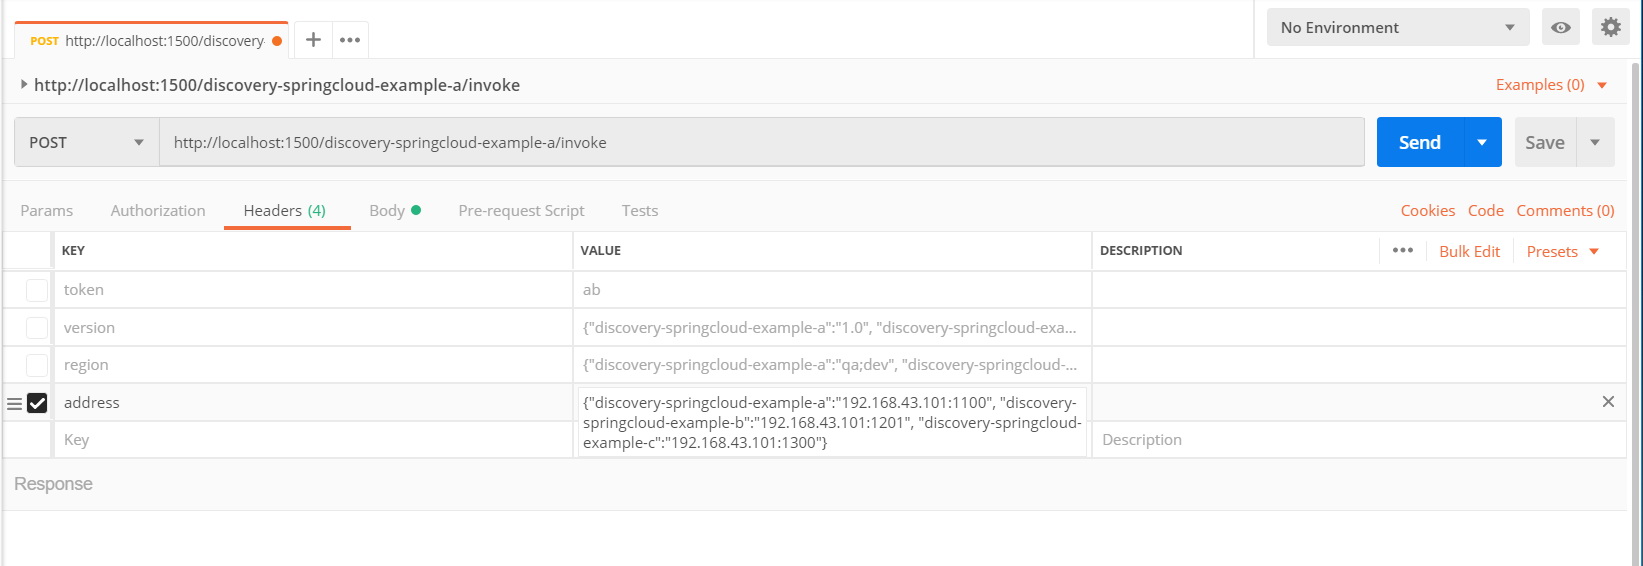 POST http://localhost:1500/discovery- No Environment
http://localhost:1500/discovery-springcloud-example-a/invoke Examples (0)
POST http://localhost:1500/discovery-springcloud-example-a/invoke Send Save
Params Authorization Headers (4) Body Pre-request Script Tests Cookies Code Comments (0)
KEY VALUE DESCRIPTION ••• Bulk Edit Presets
token ab
version {"discovery-springcloud-example-a":"1.0", "discovery-springcloud-exa...
region {"discovery-springcloud-example-a":"qa;dev", "discovery-springcloud-...
address {"discovery-springcloud-example-a":"192.168.43.101:1100", "discovery-
springcloud-example-b":"192.168.43.101:1201", "discovery-springcloud-
Key example-c":"192.168.43.101:1300"} Description
Response